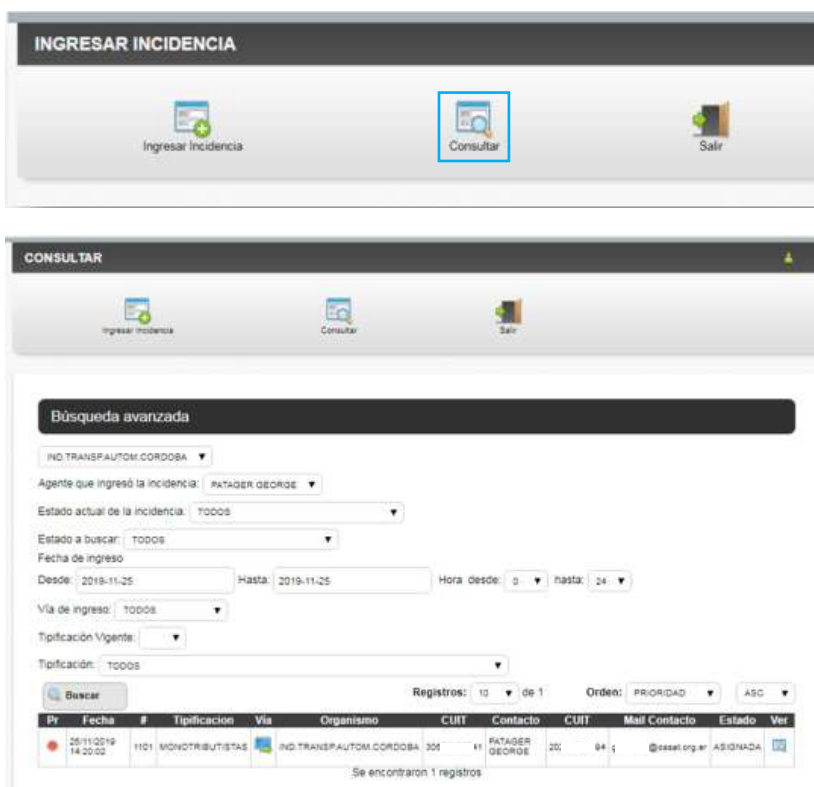 INGRESAR INCIDENCIA
Ingresar Incidencia Consultar Salir
CONSULTAR
Ingresar Incidencia Consultar Salir
Búsqueda avanzada
IND.TRANSP.AUTOM.CORDOBA
Agente que ingresó la incidencia: PATAGER GEORGE
Estado actual de la incidencia: TODOS
Estado a buscar: TODOS
Fecha de ingreso
Desde: 2019-11-25 Hasta: 2019-11-25 Hora desde: 0 hasta: 24
Vía de ingreso: TODOS
Tipificación Vigente:
Tipificación: TODOS
Buscar Registros: 10 de 1 Orden: PRIORIDAD ASC
Pr Fecha # Tipificacion Vía Organismo CUIT Contacto CUIT Mail Contacto Estado Ver
14:20:02 1101 MONOTRIBUTISTAS IND.TRANSP.AUTOM.CORDOBA PATAGER GEORGE ASIGNADA
Se encontraron 1 registros